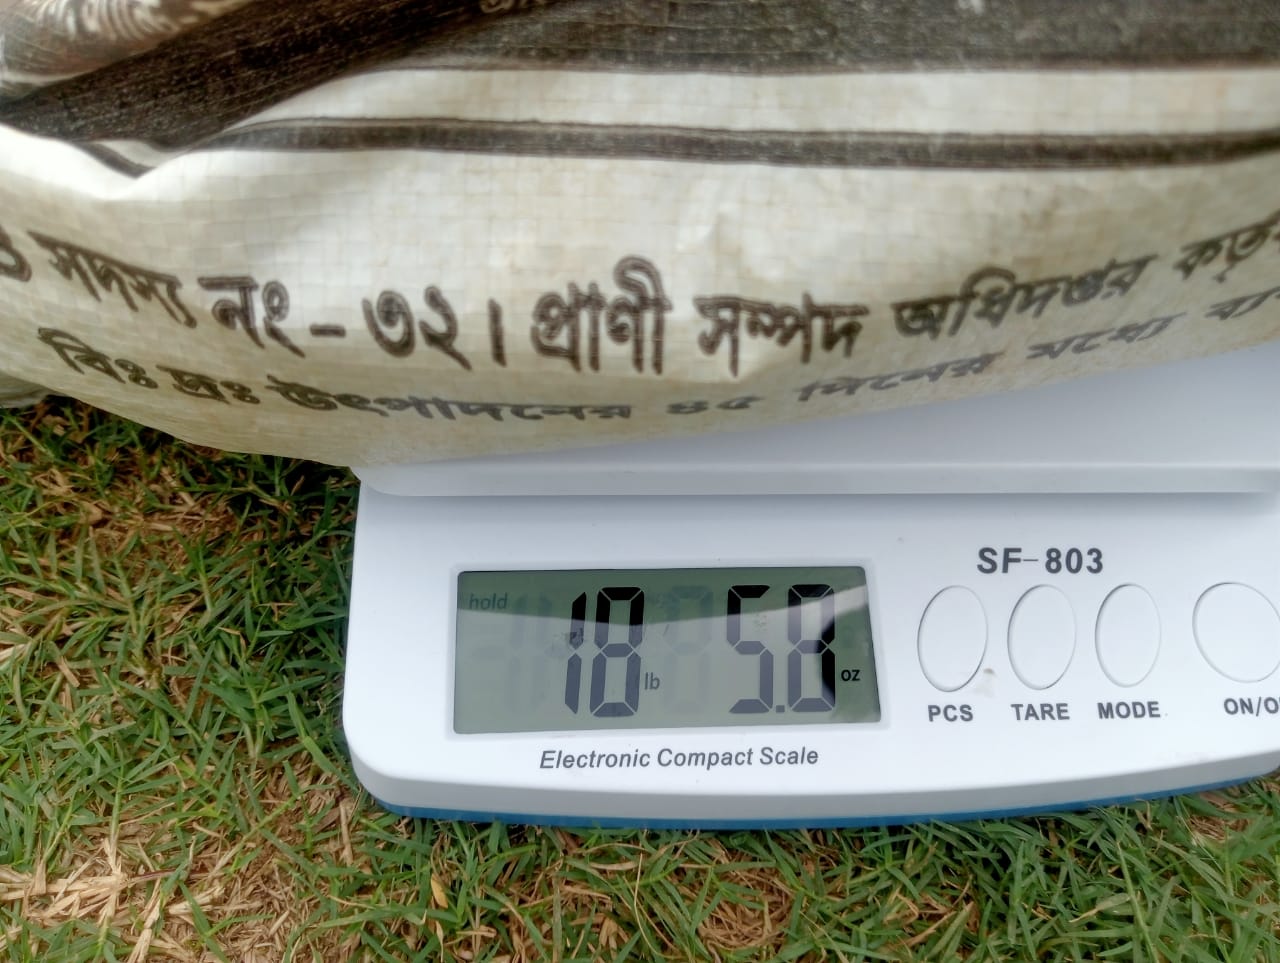 সদস্য নং-৩২। প্রাণী সম্পদ অধিদপ্তর
বিঃ দ্রঃ উৎপাদনের ৪৫ দিনের মধ্যে
SF-803
hold
18 lb 5.8 oz
PCS TARE MODE
Electronic Compact Scale